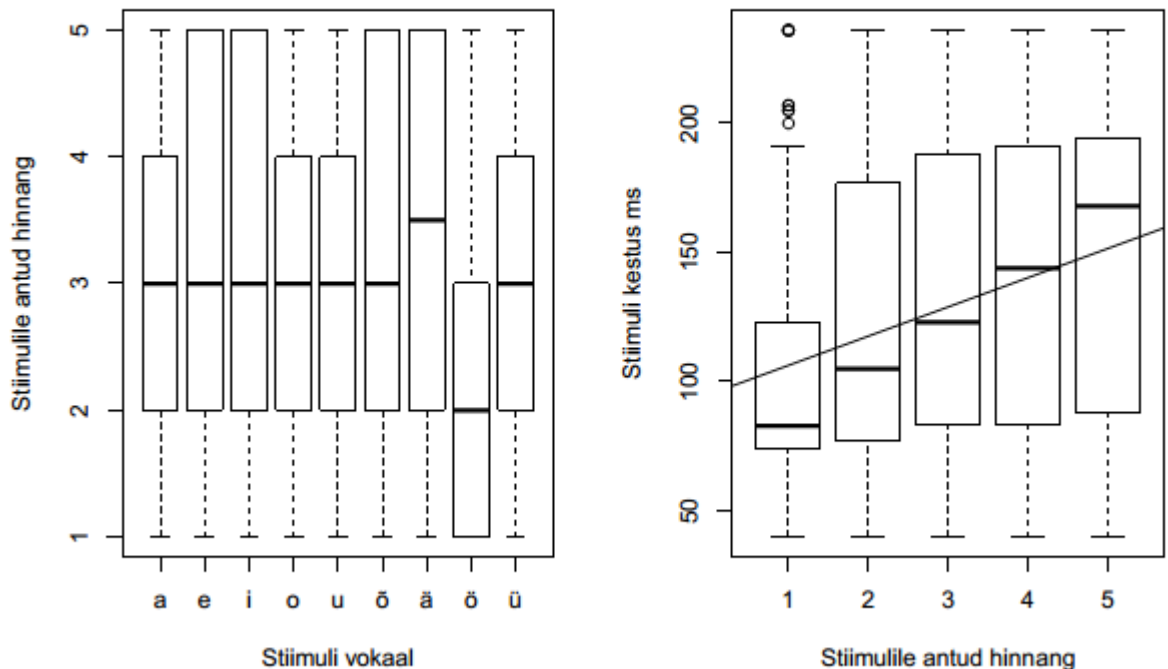 Stiimulile antud hinnang
5
4
3
2
1
a e i o u õ ä ö ü
Stiimuli vokaal
Stiimuli kestus ms
200
150
100
50
1 2 3 4 5
Stiimulile antud hinnang